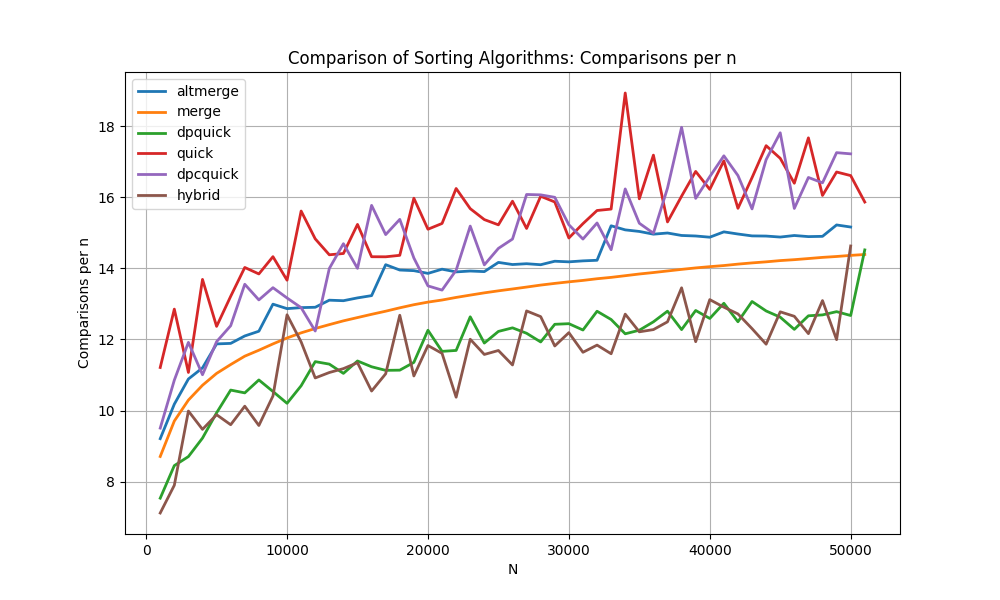 Comparison of Sorting Algorithms: Comparisons per n
altmerge
merge
dpquick
quick
dpcquick
hybrid
Comparisons per n
18
16
14
12
10
8
0 10000 20000 30000 40000 50000
N